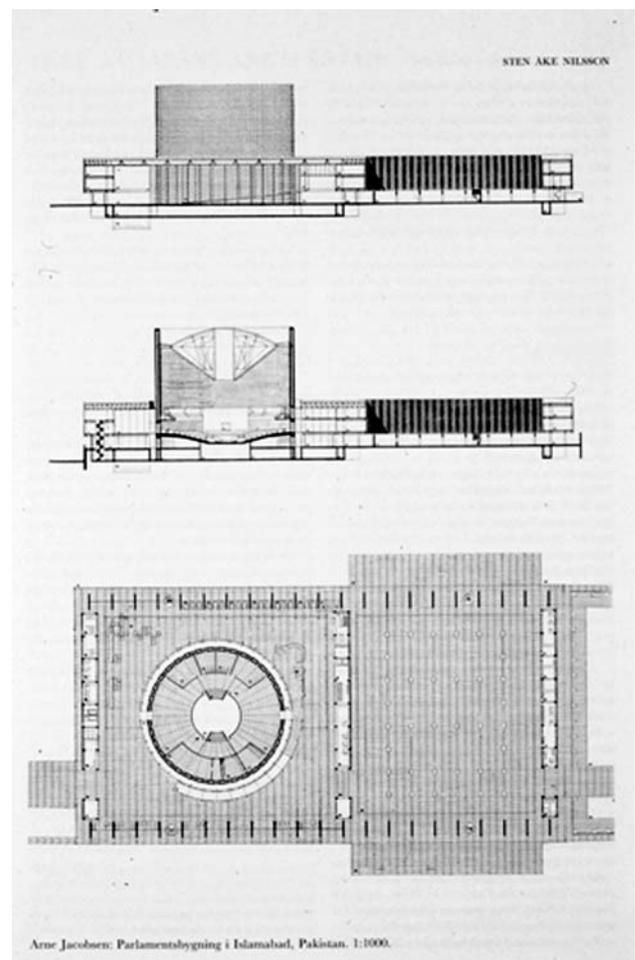 STEN ÅKE NILSSON
Arne Jacobsen: Parlamentsbygning i Islamabad, Pakistan. 1:1000.